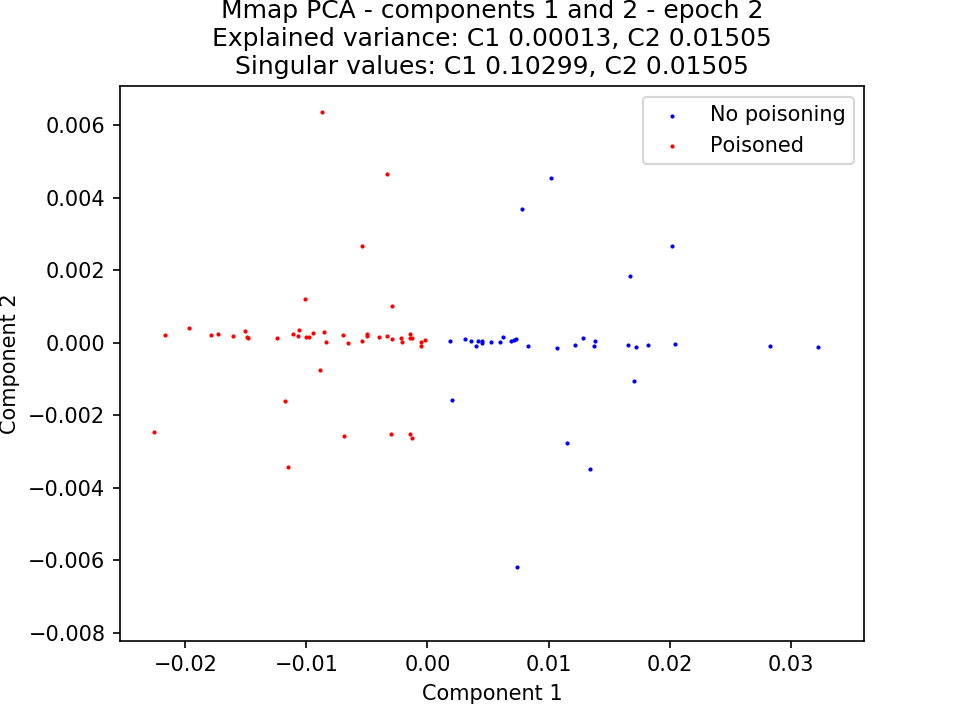 Mmap PCA - components 1 and 2 - epoch 2
Explained variance: C1 0.00013, C2 0.01505
Singular values: C1 0.10299, C2 0.01505
No poisoning
Poisoned
0.006
0.004
0.002
0.000
−0.002
−0.004
−0.006
−0.008
Component 2
−0.02
−0.01
0.00
0.01
0.02
0.03
Component 1